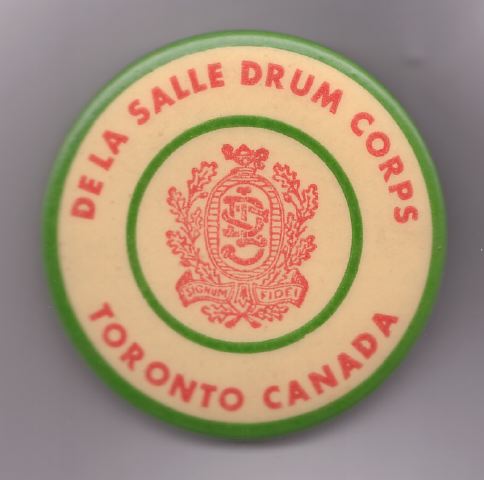 DE LA SALLE DRUM CORPS
SIGNUM FIDEI
TORONTO CANADA